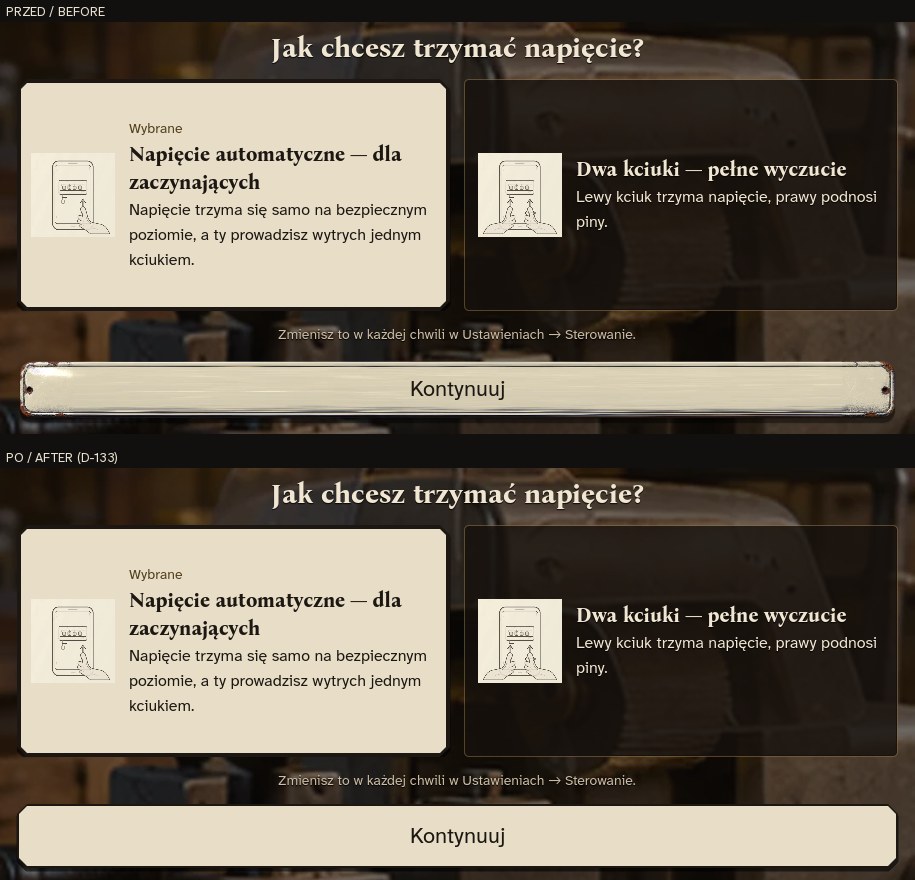 PRZED / BEFORE
Jak chcesz trzymać napięcie?
Wybrane
Napięcie automatyczne — dla
zaczynających
Napięcie trzyma się samo na bezpiecznym
poziomie, a ty prowadzisz wytrych jednym
kciukiem.
Dwa kciuki — pełne wyczucie
Lewy kciuk trzyma napięcie, prawy podnosi
piny.
Zmienisz to w każdej chwili w Ustawieniach → Sterowanie.
Kontynuuj
PO / AFTER (D-133)
Jak chcesz trzymać napięcie?
Wybrane
Napięcie automatyczne — dla
zaczynających
Napięcie trzyma się samo na bezpiecznym
poziomie, a ty prowadzisz wytrych jednym
kciukiem.
Dwa kciuki — pełne wyczucie
Lewy kciuk trzyma napięcie, prawy podnosi
piny.
Zmienisz to w każdej chwili w Ustawieniach → Sterowanie.
Kontynuuj